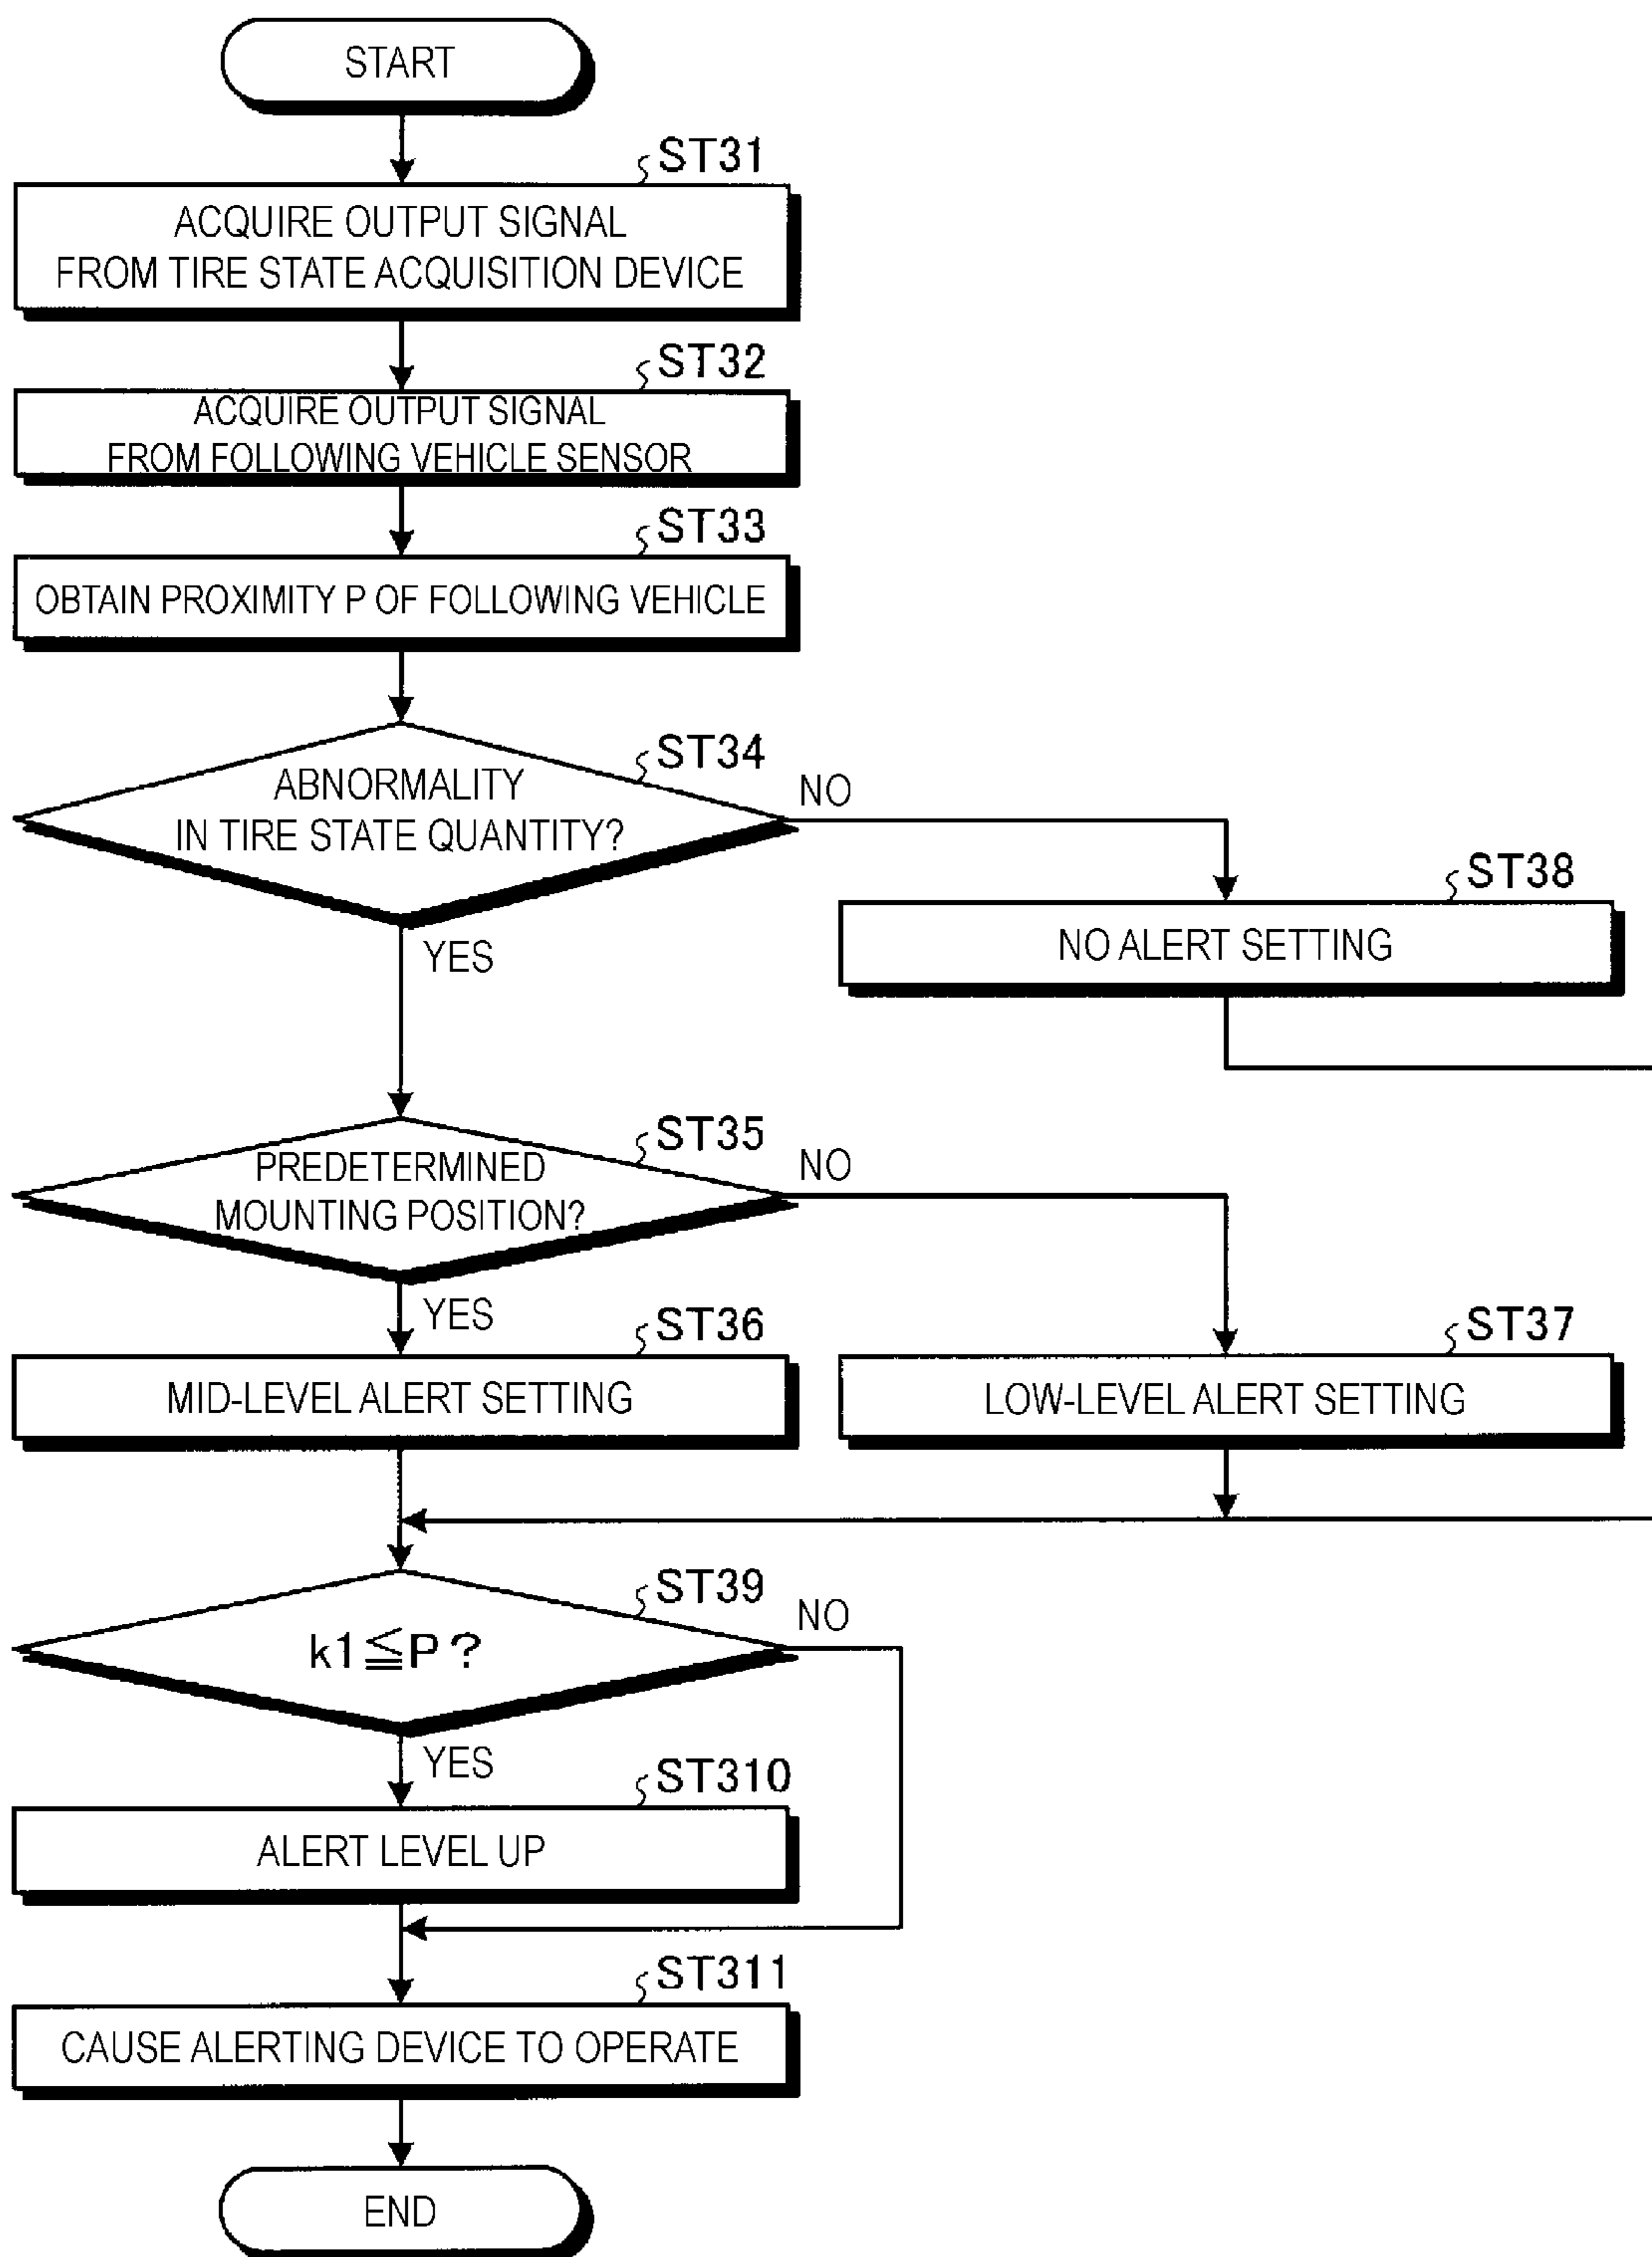 START
ST31
ACQUIRE OUTPUT SIGNAL
FROM TIRE STATE ACQUISITION DEVICE
ST32
ACQUIRE OUTPUT SIGNAL
FROM FOLLOWING VEHICLE SENSOR
ST33
OBTAIN PROXIMITY P OF FOLLOWING VEHICLE
ST34
ABNORMALITY
IN TIRE STATE QUANTITY?
NO
YES
ST38
NO ALERT SETTING
ST35
PREDETERMINED
MOUNTING POSITION?
NO
YES
ST36
MID-LEVEL ALERT SETTING
ST37
LOW-LEVEL ALERT SETTING
ST39
k1≦P?
NO
YES
ST310
ALERT LEVEL UP
ST311
CAUSE ALERTING DEVICE TO OPERATE
END